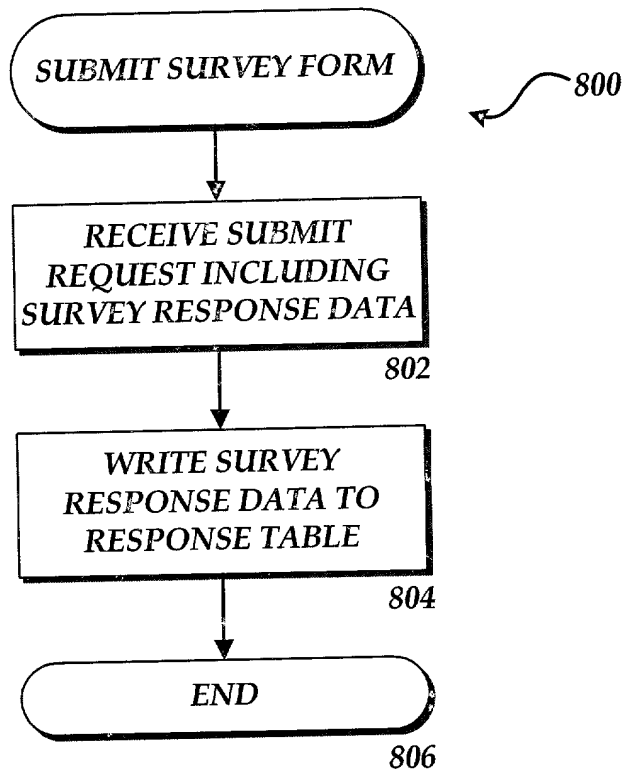 SUBMIT SURVEY FORM
800
RECEIVE SUBMIT
REQUEST INCLUDING
SURVEY RESPONSE DATA
802
WRITE SURVEY
RESPONSE DATA TO
RESPONSE TABLE
804
END
806